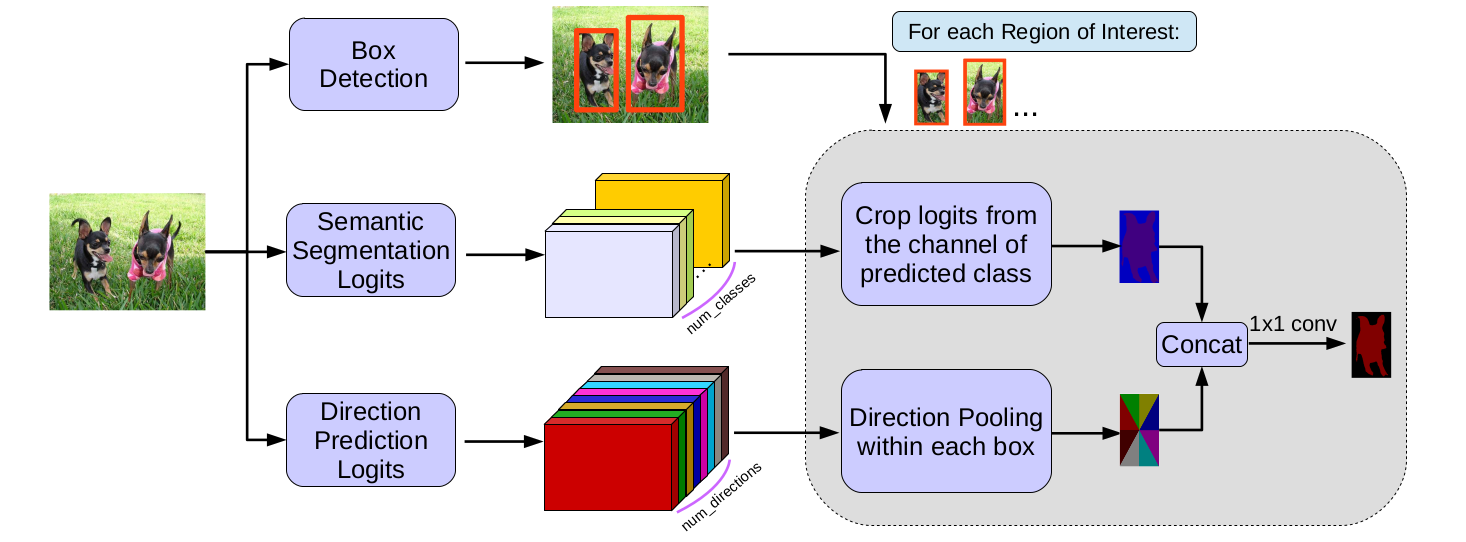 Box
Detection
For each Region of Interest:
...
Semantic
Segmentation
Logits
...
num_classes
Crop logits from
the channel of
predicted class
1x1 conv
Concat
Direction
Prediction
Logits
num_directions
Direction Pooling
within each box